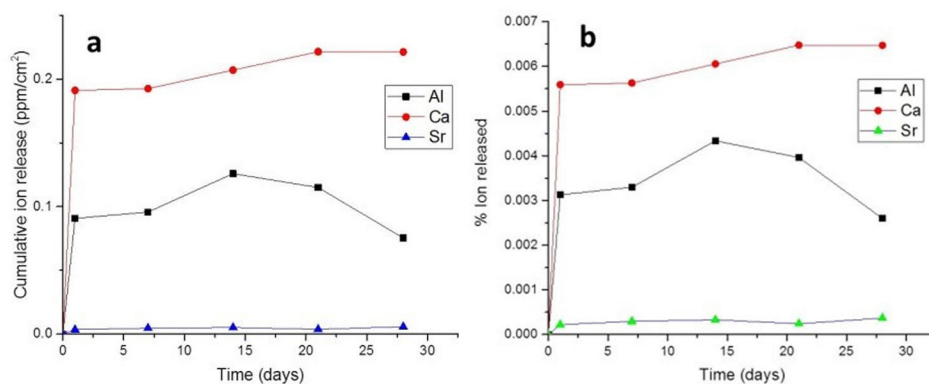 a
Cumulative ion release (ppm/cm²)
0.2
0.1
0.0
0 5 10 15 20 25 30
Time (days)
Al
Ca
Sr
b
% Ion released
0.007
0.006
0.005
0.004
0.003
0.002
0.001
0.000
0 5 10 15 20 25 30
Time (days)
Al
Ca
Sr